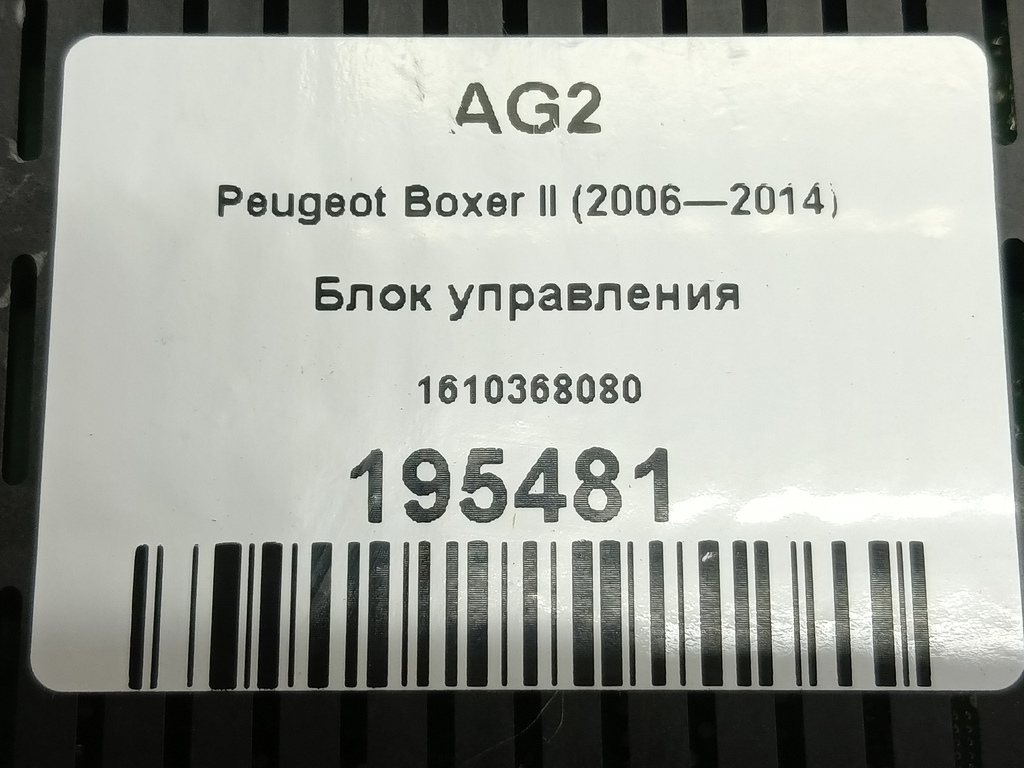 AG2
Peugeot Boxer II (2006—2014)
Блок управления
1610368080
195481